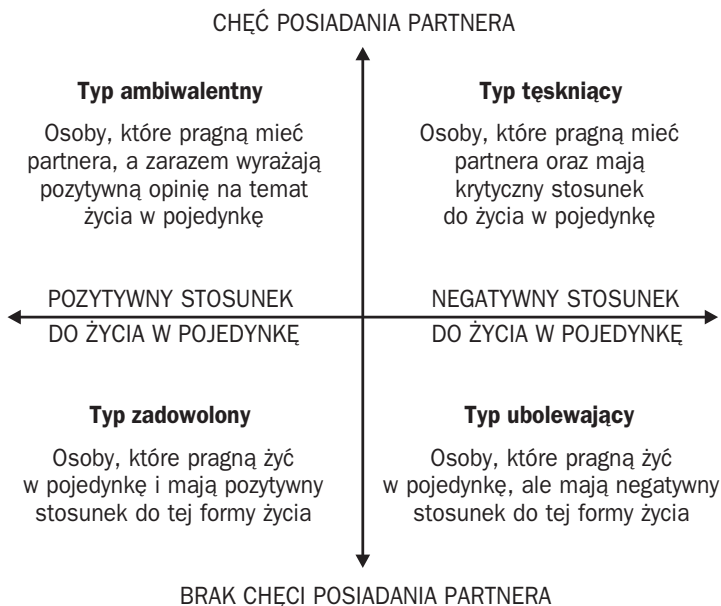 CHĘĆ POSIADANIA PARTNERA
Typ ambiwalentny
Osoby, które pragną mieć
partnera, a zarazem wyrażają
pozytywną opinię na temat
życia w pojedynkę
Typ tęskniący
Osoby, które pragną mieć
partnera oraz mają
krytyczny stosunek
do życia w pojedynkę
POZYTYWNY STOSUNEK
DO ŻYCIA W POJEDYNKĘ
NEGATYWNY STOSUNEK
DO ŻYCIA W POJEDYNKĘ
Typ zadowolony
Osoby, które pragną żyć
w pojedynkę i mają pozytywny
stosunek do tej formy życia
Typ ubolewający
Osoby, które pragną żyć
w pojedynkę, ale mają negatywny
stosunek do tej formy życia
BRAK CHĘCI POSIADANIA PARTNERA